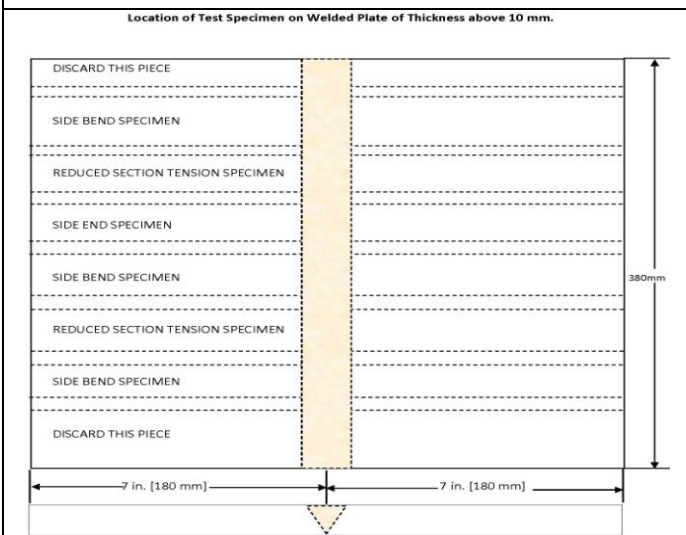 Location of Test Specimen on Welded Plate of Thickness above 10 mm.
DISCARD THIS PIECE
SIDE BEND SPECIMEN
REDUCED SECTION TENSION SPECIMEN
SIDE END SPECIMEN
SIDE BEND SPECIMEN
380mm
REDUCED SECTION TENSION SPECIMEN
SIDE BEND SPECIMEN
DISCARD THIS PIECE
7 in. [180 mm]
7 in. [180 mm]